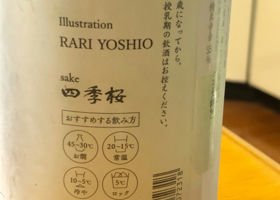 Illustration
RARI YOSHIO
sake
四季桜
おすすめする飲み方
45~30℃
お燗
20~15℃
常温
10~5℃
冷や
5℃
ロック
歳になってから。
授乳期の飲酒はお控えください。